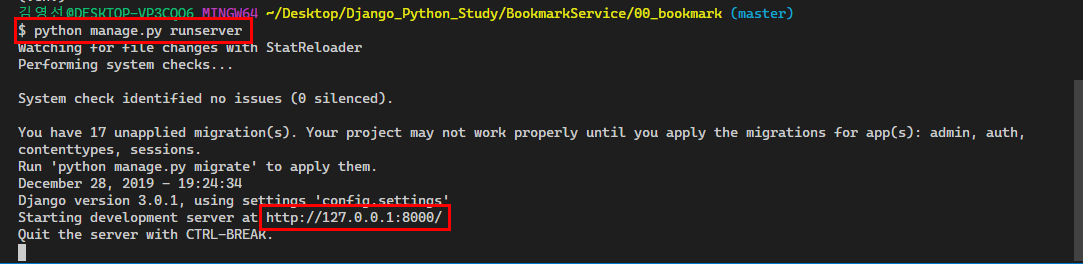 김영선@DESKTOP-VP3CQQ6 MINGW64 ~/Desktop/Django_Python_Study/BookmarkService/00_bookmark (master)
$ python manage.py runserver
Watching for file changes with StatReloader
Performing system checks...
System check identified no issues (0 silenced).
You have 17 unapplied migration(s). Your project may not work properly until you apply the migrations for app(s): admin, auth,
contenttypes, sessions.
Run 'python manage.py migrate' to apply them.
December 28, 2019 - 19:24:34
Django version 3.0.1, using settings 'config.settings'
Starting development server at http://127.0.0.1:8000/
Quit the server with CTRL-BREAK.